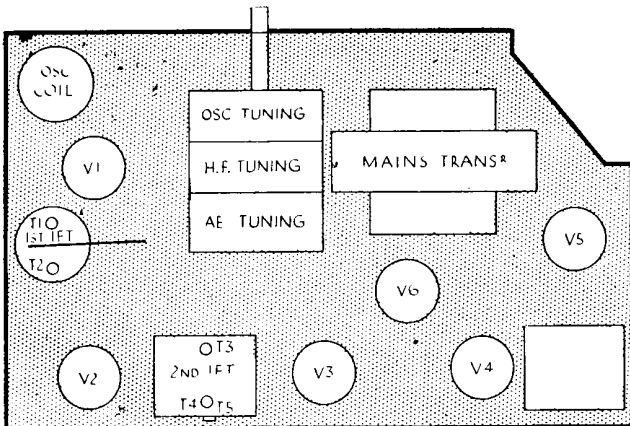 OSC
COIL
OSC TUNING
V1
H.F. TUNING
MAINS TRANSR
AE TUNING
T1
1ST IFT
T2
V5
V6
T3
V2
2ND IFT
V3
V4
T4 T5